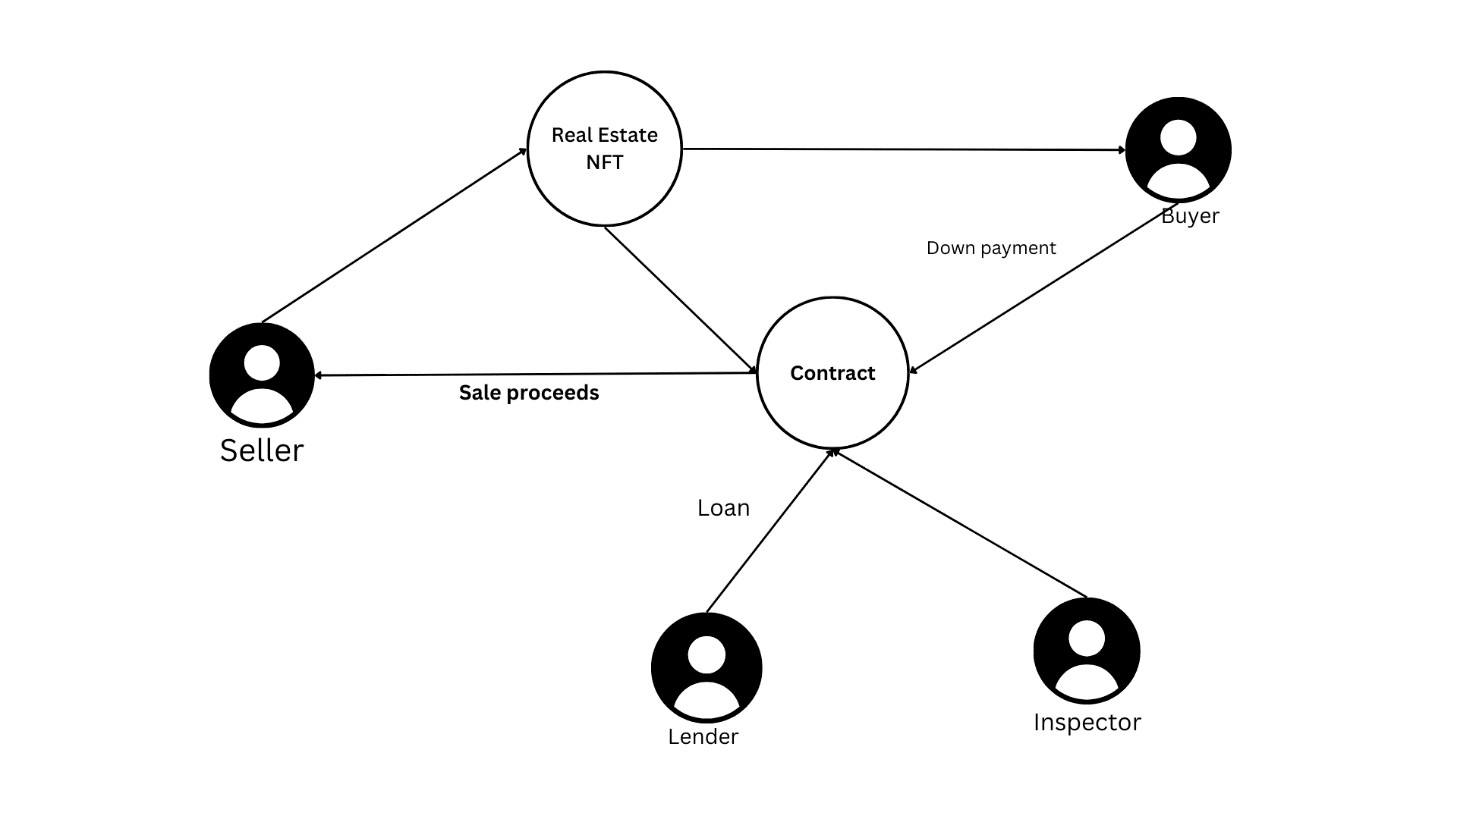 Real Estate
NFT
Buyer
Down payment
Contract
Sale proceeds
Seller
Loan
Lender
Inspector